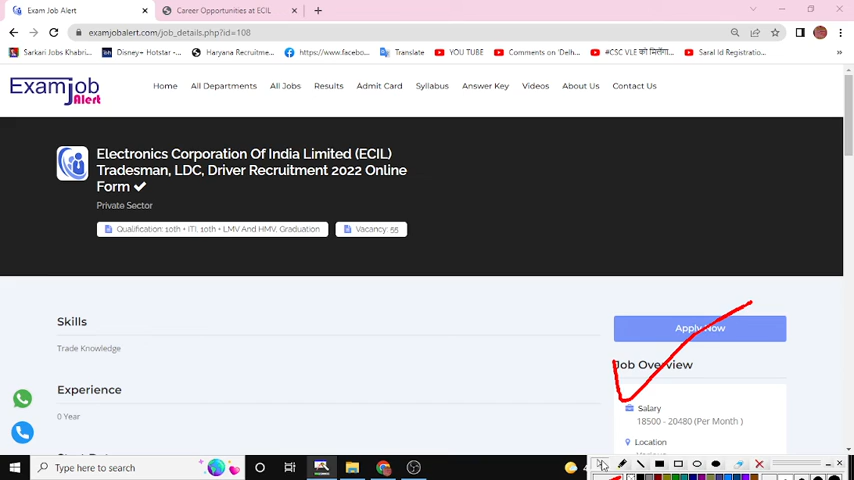 Exam Job Alert
Career Opportunities at ECIL
examjobalert.com/job_details.php?id=108
Sarkari Jobs Khabri...
Disney+ Hotstar -...
Haryana Recruitme...
https://www.facebo...
Translate
YOU TUBE
Comments on 'Delh...
#CSC VLE को मिलेंगा...
Saral Id Registratio...
ExamJob Alert
Home
All Departments
All Jobs
Results
Admit Card
Syllabus
Answer Key
Videos
About Us
Contact Us
Electronics Corporation Of India Limited (ECIL)
Tradesman, LDC, Driver Recruitment 2022 Online
Form
Private Sector
Qualification: 10th + ITI, 10th + LMV And HMV, Graduation
Vacancy: 55
Skills
Trade Knowledge
Experience
0 Year
Apply Now
Job Overview
Salary
18500 - 20480 (Per Month )
Location
Type here to search